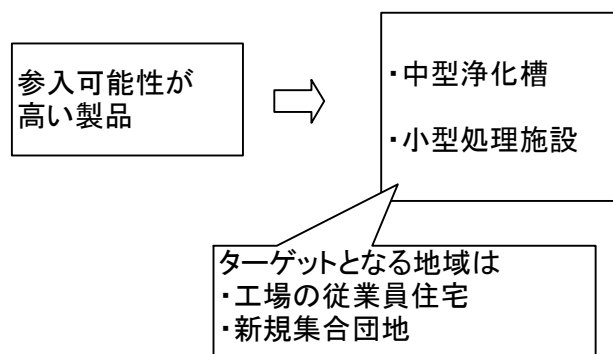 参入可能性が
高い製品
・中型浄化槽
・小型処理施設
ターゲットとなる地域は
・工場の従業員住宅
・新規集合団地